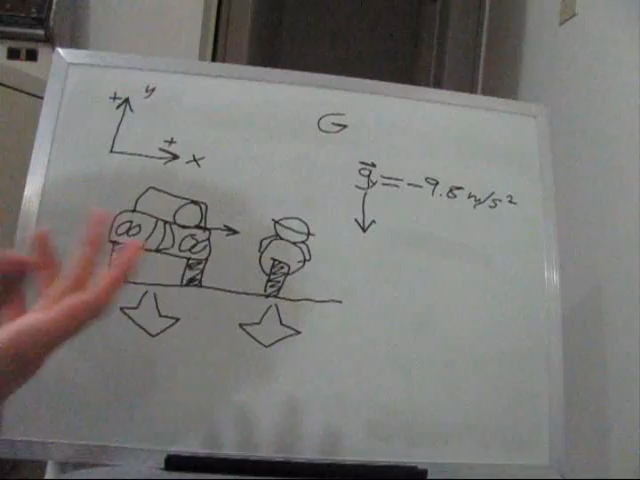 + y
+ x
G
g⃗ = -9.8 m/s²